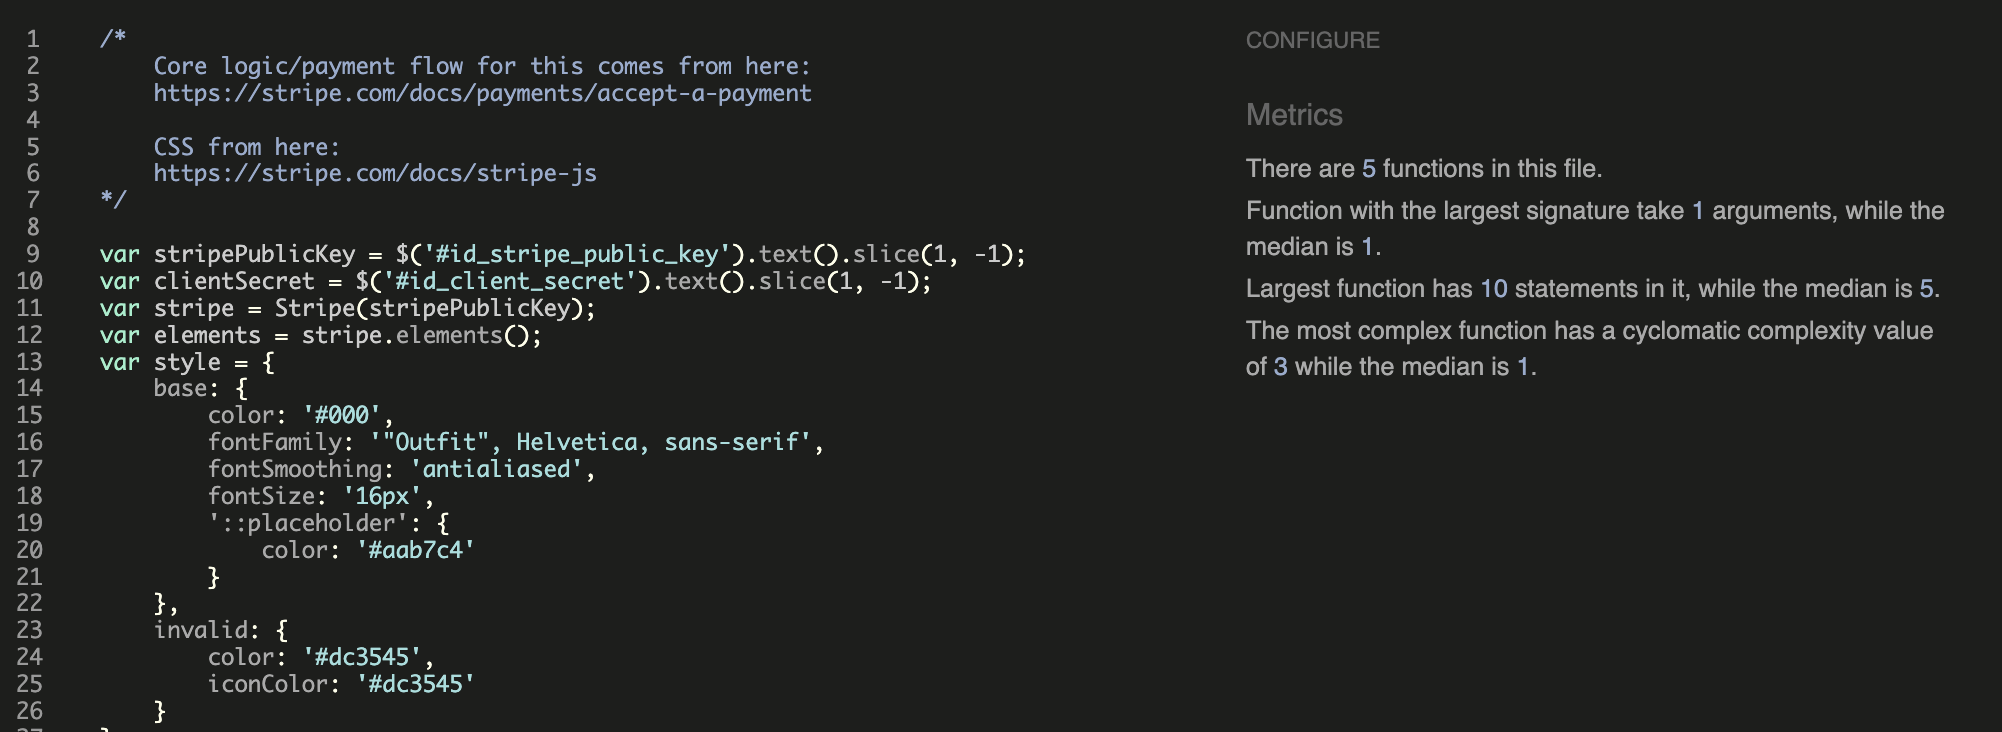 1 /*
2 Core logic/payment flow for this comes from here:
3 https://stripe.com/docs/payments/accept-a-payment
4
5 CSS from here:
6 https://stripe.com/docs/stripe-js
7 */
8
9 var stripePublicKey = $('#id_stripe_public_key').text().slice(1, -1);
10 var clientSecret = $('#id_client_secret').text().slice(1, -1);
11 var stripe = Stripe(stripePublicKey);
12 var elements = stripe.elements();
13 var style = {
14 base: {
15 color: '#000',
16 fontFamily: '"Outfit", Helvetica, sans-serif',
17 fontSmoothing: 'antialiased',
18 fontSize: '16px',
19 '::placeholder': {
20 color: '#aab7c4'
21 }
22 },
23 invalid: {
24 color: '#dc3545',
25 iconColor: '#dc3545'
26 }
CONFIGURE
Metrics
There are 5 functions in this file.
Function with the largest signature take 1 arguments, while the
median is 1.
Largest function has 10 statements in it, while the median is 5.
The most complex function has a cyclomatic complexity value
of 3 while the median is 1.